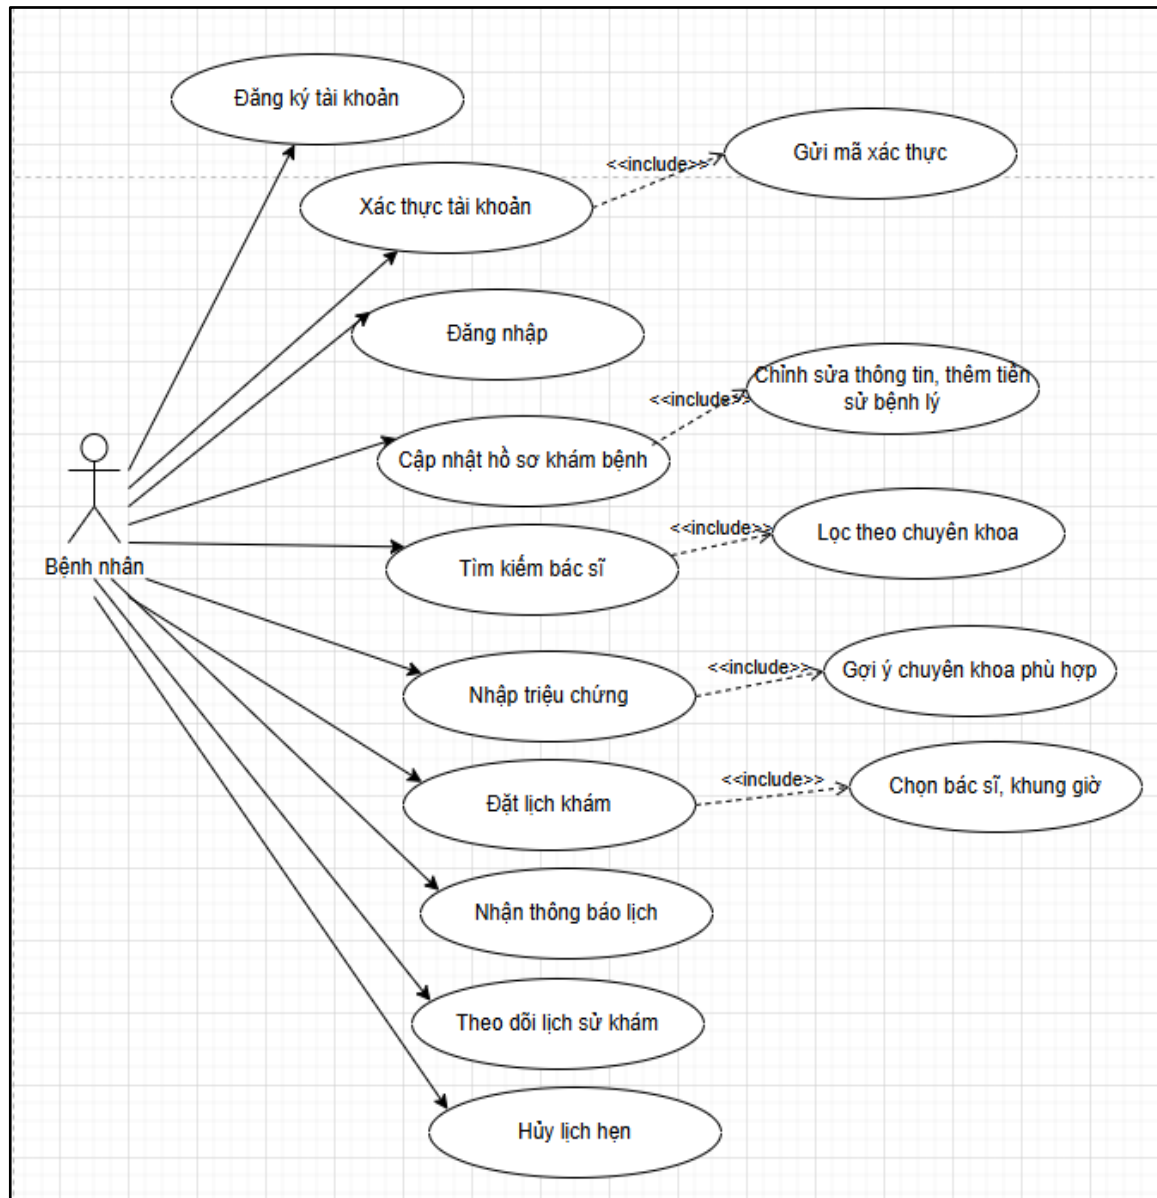 Đăng ký tài khoản
<<include>>
Gửi mã xác thực
Xác thực tài khoản
Đăng nhập
<<include>>
Chỉnh sửa thông tin, thêm tiền
sử bệnh lý
Cập nhật hồ sơ khám bệnh
<<include>>
Lọc theo chuyên khoa
Bệnh nhân
Tìm kiếm bác sĩ
<<include>>
Gợi ý chuyên khoa phù hợp
Nhập triệu chứng
<<include>>
Chọn bác sĩ, khung giờ
Đặt lịch khám
Nhận thông báo lịch
Theo dõi lịch sử khám
Hủy lịch hẹn